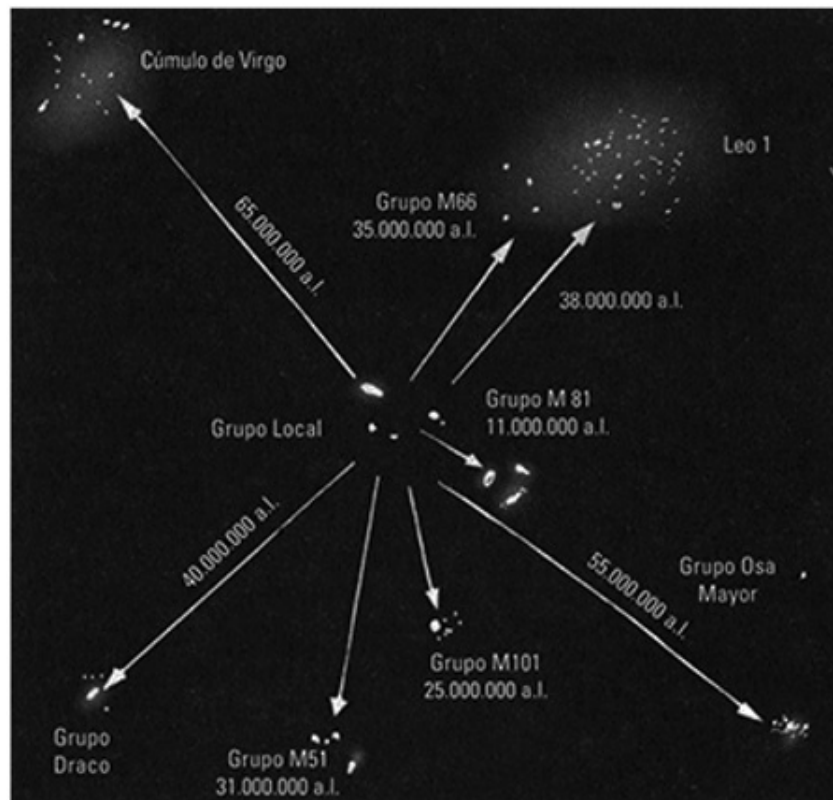 Cúmulo de Virgo
Leo 1
65.000.000 a.l.
Grupo M66
35.000.000 a.l.
38.000.000 a.l.
Grupo Local
Grupo M 81
11.000.000 a.l.
40.000.000 a.l.
55.000.000 a.l.
Grupo Osa
Mayor
Grupo M101
25.000.000 a.l.
Grupo
Draco
Grupo M51
31.000.000 a.l.